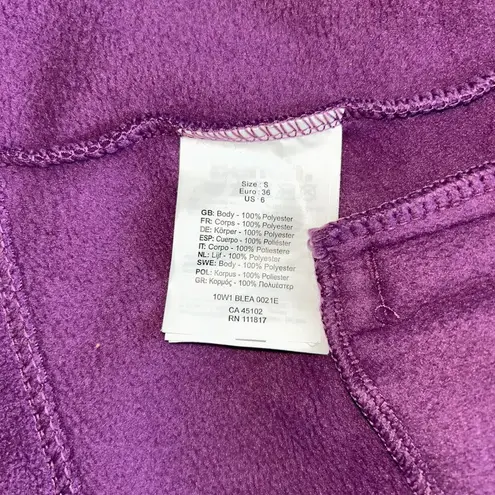 Size : S
Euro : 36
US : 6
GB: Body - 100% Polyester
FR: Corps - 100% Polyester
DE: Körper - 100% Polyester
ESP: Cuerpo - 100% Poliester
IT: Corpo - 100% Poliestere
NL: Lijf - 100% Polyester
SWE: Body - 100% Polyester
POL: Korpus - 100% Poliester
GR: Κορμός - 100% Πολυέστερ
10W1 BLEA 0021E
CA 45102
RN 111817